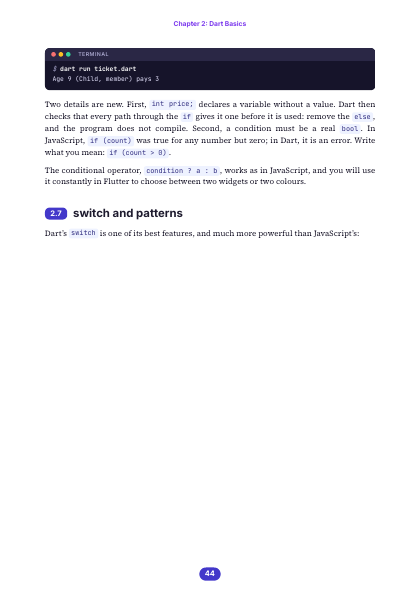 Chapter 2: Dart Basics
TERMINAL
$ dart run ticket.dart
Age 9 (Child, member) pays 3
Two details are new. First, int price; declares a variable without a value. Dart then
checks that every path through the if gives it one before it is used: remove the else,
and the program does not compile. Second, a condition must be a real bool. In
JavaScript, if (count) was true for any number but zero; in Dart, it is an error. Write
what you mean: if (count > 0).
The conditional operator, condition ? a : b, works as in JavaScript, and you will use
it constantly in Flutter to choose between two widgets or two colours.
2.7 switch and patterns
Dart's switch is one of its best features, and much more powerful than JavaScript's:
44